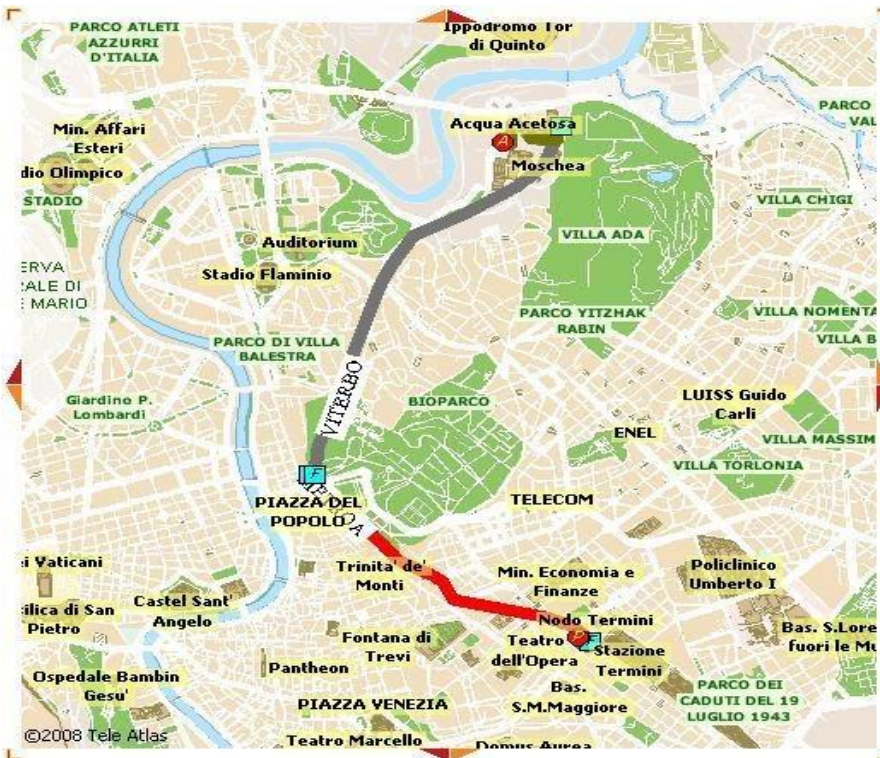 PARCO ATLETI
AZZURRI
D'ITALIA
Ippodromo Tor
di Quinto
Min. Affari
Esteri
dio Olimpico
STADIO
Acqua Acetosa
A
Moschea
PARCO
VAL
VILLA CHIGI
VILLA ADA
Auditorium
Stadio Flaminio
ERVA
RALE DI
E MARIO
PARCO YITZHAK
RABIN
VILLA NOMENTA
VILLA B
PARCO DI VILLA
BALESTRA
VITERBO
Giardino P.
Lombardi
BIOPARCO
LUISS Guido
Carli
ENEL
VILLA MASSIM
VILLA TORLONIA
F
PIAZZA DEL
POPOLO
TELECOM
Trinita' de'
Monti
Min. Economia e
Finanze
Policlinico
Umberto I
ei Vaticani
silica di San
Pietro
Castel Sant'
Angelo
Nodo Termini
P
Fontana di
Trevi
Teatro
dell'Opera
Stazione
Termini
Bas. S.Lore
fuori le Mu
Pantheon
Bas.
S.M.Maggiore
Ospedale Bambin
Gesu'
PARCO DEI
CADUTI DEL 19
LUGLIO 1943
PIAZZA VENEZIA
Teatro Marcello
Domus Aurea
©2008 Tele Atlas